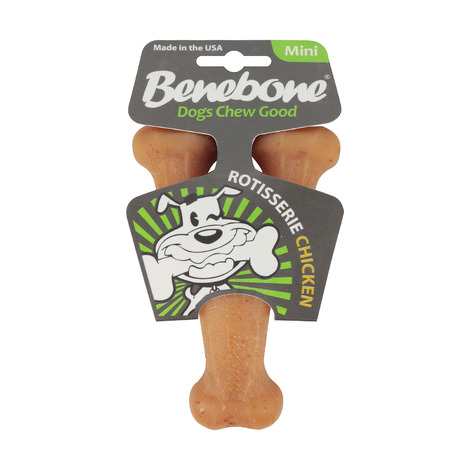 Made in the USA
Mini
Benebone®
Dogs Chew Good
ROTISSERIE CHICKEN